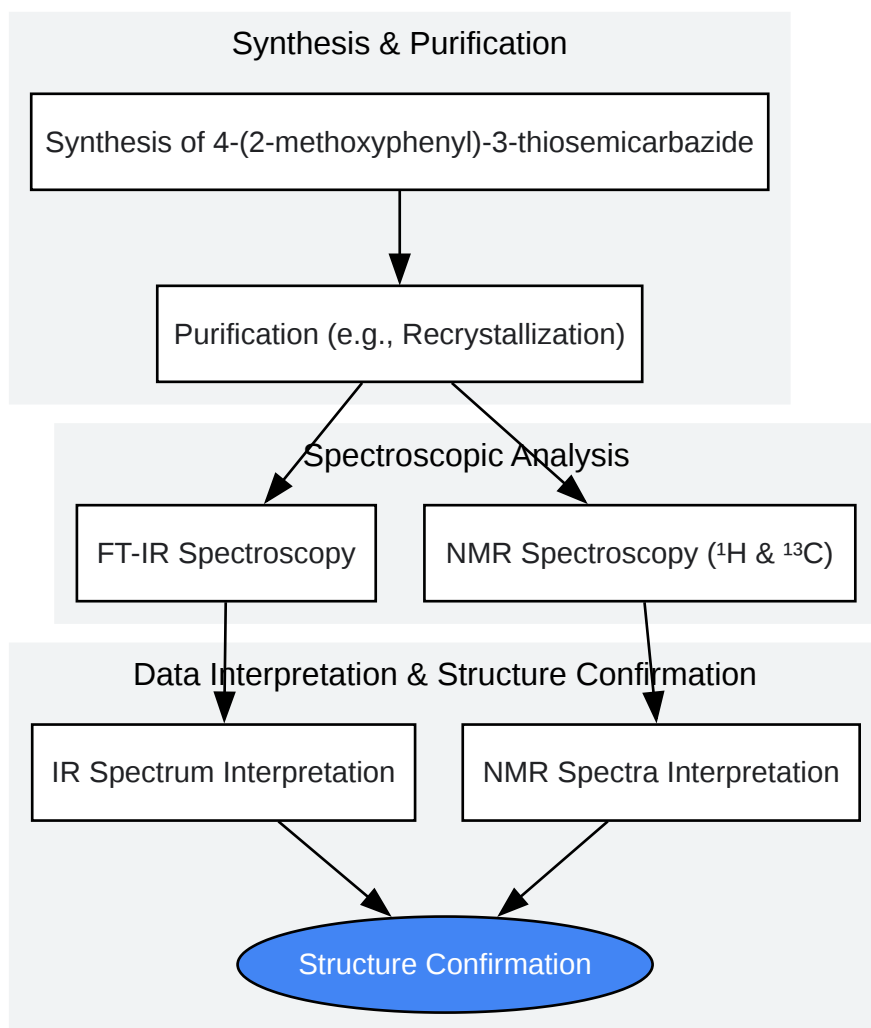 Synthesis & Purification
Synthesis of 4-(2-methoxyphenyl)-3-thiosemicarbazide
Purification (e.g., Recrystallization)
Spectroscopic Analysis
FT-IR Spectroscopy
NMR Spectroscopy (¹H & ¹³C)
Data Interpretation & Structure Confirmation
IR Spectrum Interpretation
NMR Spectra Interpretation
Structure Confirmation